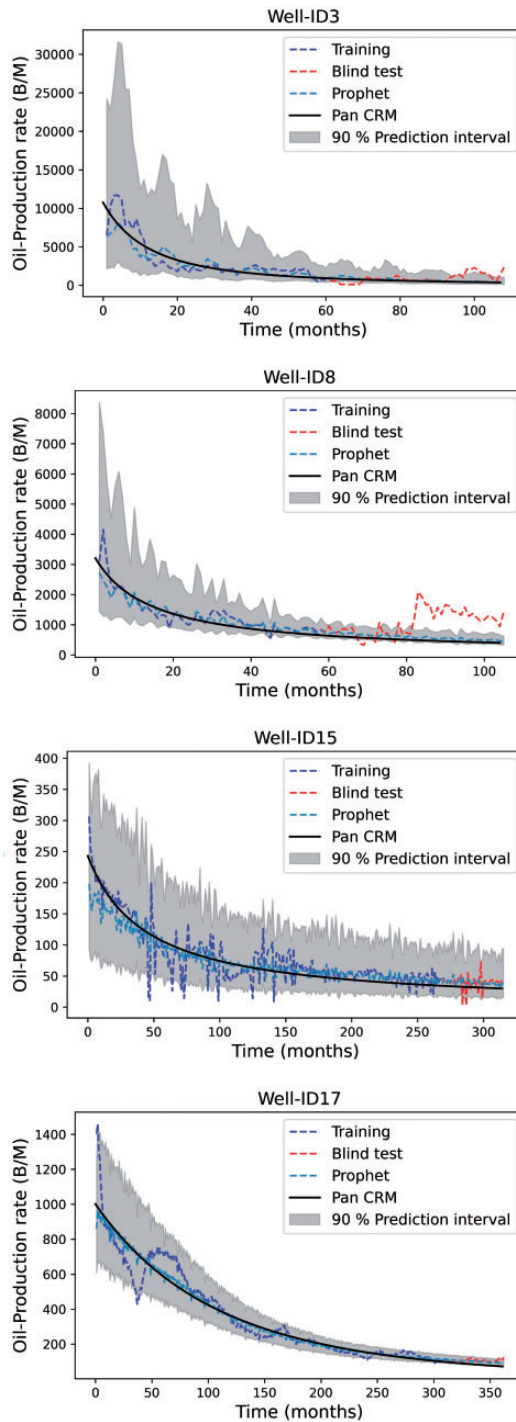 Well-ID3
Oil-Production rate (B/M)
30000
25000
20000
15000
10000
5000
0
Training
Blind test
Prophet
Pan CRM
90 % Prediction interval
0 20 40 60 80 100
Time (months)
Well-ID8
Oil-Production rate (B/M)
8000
7000
6000
5000
4000
3000
2000
1000
0
Training
Blind test
Prophet
Pan CRM
90 % Prediction interval
0 20 40 60 80 100
Time (months)
Well-ID15
Oil-Production rate (B/M)
400
350
300
250
200
150
100
50
0
Training
Blind test
Prophet
Pan CRM
90 % Prediction interval
0 50 100 150 200 250 300
Time (months)
Well-ID17
Oil-Production rate (B/M)
1400
1200
1000
800
600
400
200
Training
Blind test
Prophet
Pan CRM
90 % Prediction interval
0 50 100 150 200 250 300 350
Time (months)